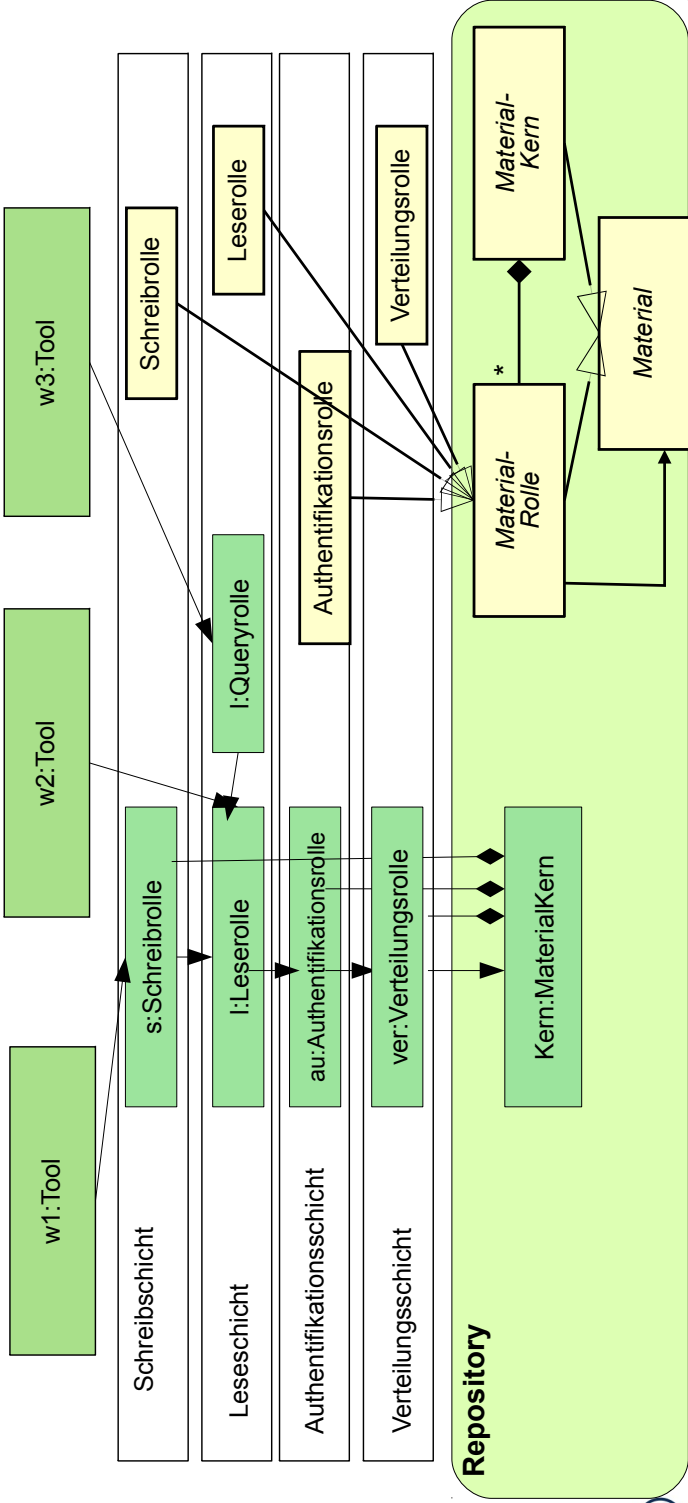 w1:Tool
w2:Tool
w3:Tool
Schreibschicht
s:Schreibrolle
Schreibrolle
Leseschicht
l:Leserolle
l:Queryrolle
Leserolle
Authentifikationsschicht
au:Authentifikationsrolle
Authentifikationsrolle
Verteilungsschicht
ver:Verteilungsrolle
Verteilungsrolle
Repository
Kern:MaterialKern
Material-
Rolle
*
Material-
Kern
Material